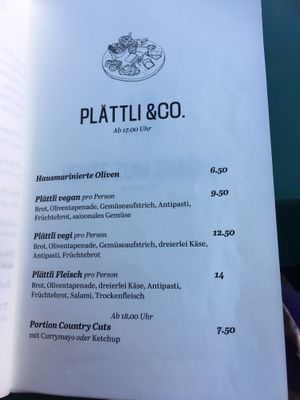 PLÄTTLI &CO.
Ab 17.00 Uhr
Hausmarinierte Oliven 6.50
Plättli vegan pro Person 9.50
Brot, Oliventapenade, Gemüseaufstrich, Antipasti,
Früchtebrot, saisonales Gemüse
Plättli vegi pro Person 12.50
Brot, Oliventapenade, Gemüseaufstrich, dreierlei Käse,
Antipasti, Früchtebrot
Plättli Fleisch pro Person 14
Brot, Oliventapenade, dreierlei Käse, Antipasti,
Früchtebrot, Salami, Trockenfleisch
Ab 18.00 Uhr
Portion Country Cuts 7.50
mit Currymayo oder Ketchup